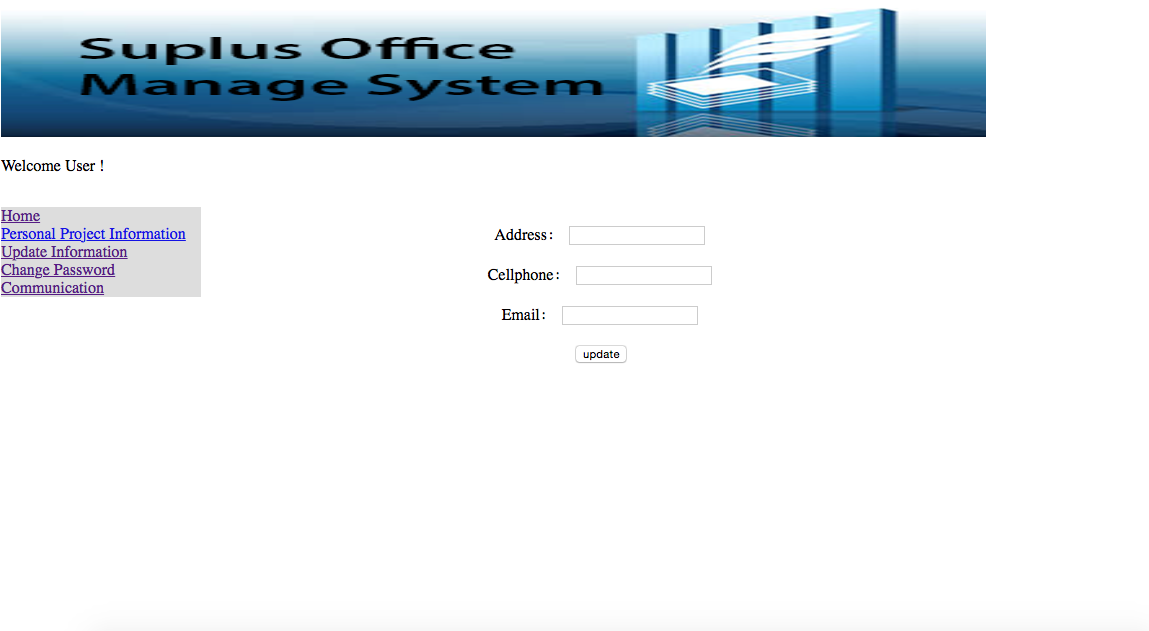 Suplus Office
Manage System
Welcome User !
Home
Personal Project Information
Update Information
Change Password
Communication
Address:
Cellphone:
Email:
update